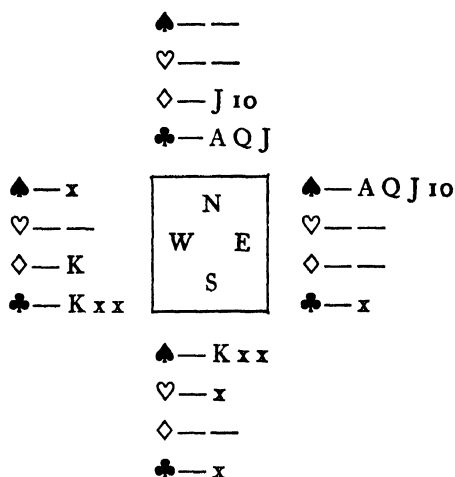 ♠ — —
♡ — —
◇ — J 10
♣ — A Q J
♠ — x
♡ — —
◇ — K
♣ — K x x
N
W E
S
♠ — A Q J 10
♡ — —
◇ — —
♣ — x
♠ — K x x
♡ — x
◇ — —
♣ — x